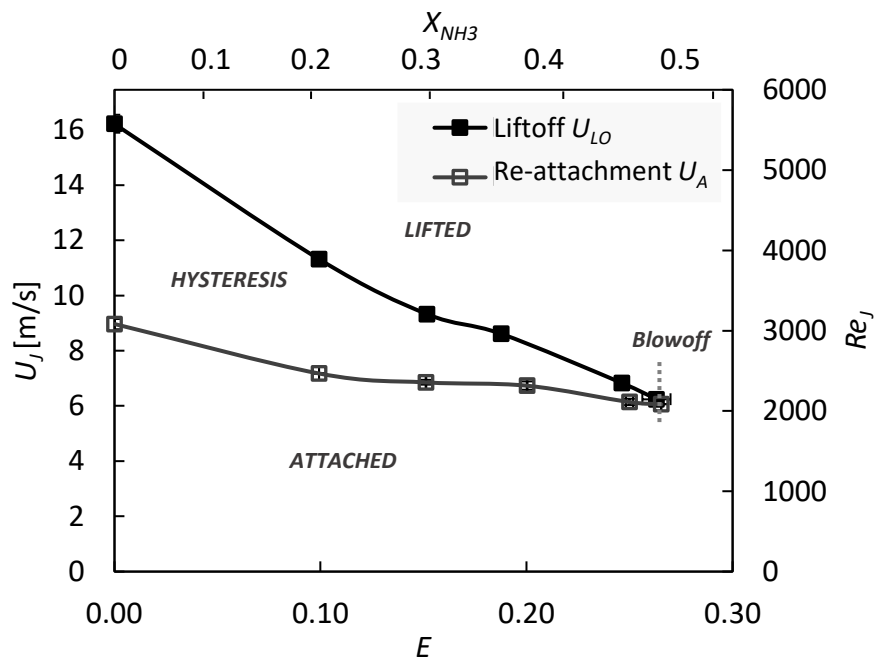 X_NH3
0 0.1 0.2 0.3 0.4 0.5
Liftoff U_LO
Re-attachment U_A
LIFTED
HYSTERESIS
Blowoff
ATTACHED
U_J [m/s]
16
14
12
10
8
6
4
2
0
Re_J
6000
5000
4000
3000
2000
1000
0
0.00 0.10 0.20 0.30
E